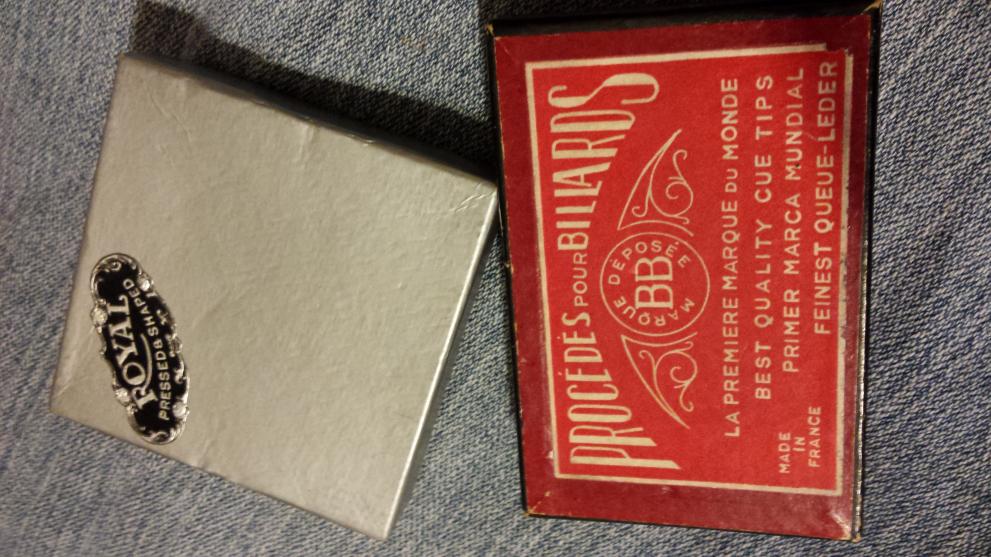 ROYAL
PRESSED & SHAPED
PROCÉDÉS POUR BILLARDS
MARQUE DÉPOSÉE
BB
LA PREMIERE MARQUE DU MONDE
BEST QUALITY CUE TIPS
PRIMER MARCA MUNDIAL
FEINEST QUEUE-LEDER
MADE
IN
FRANCE